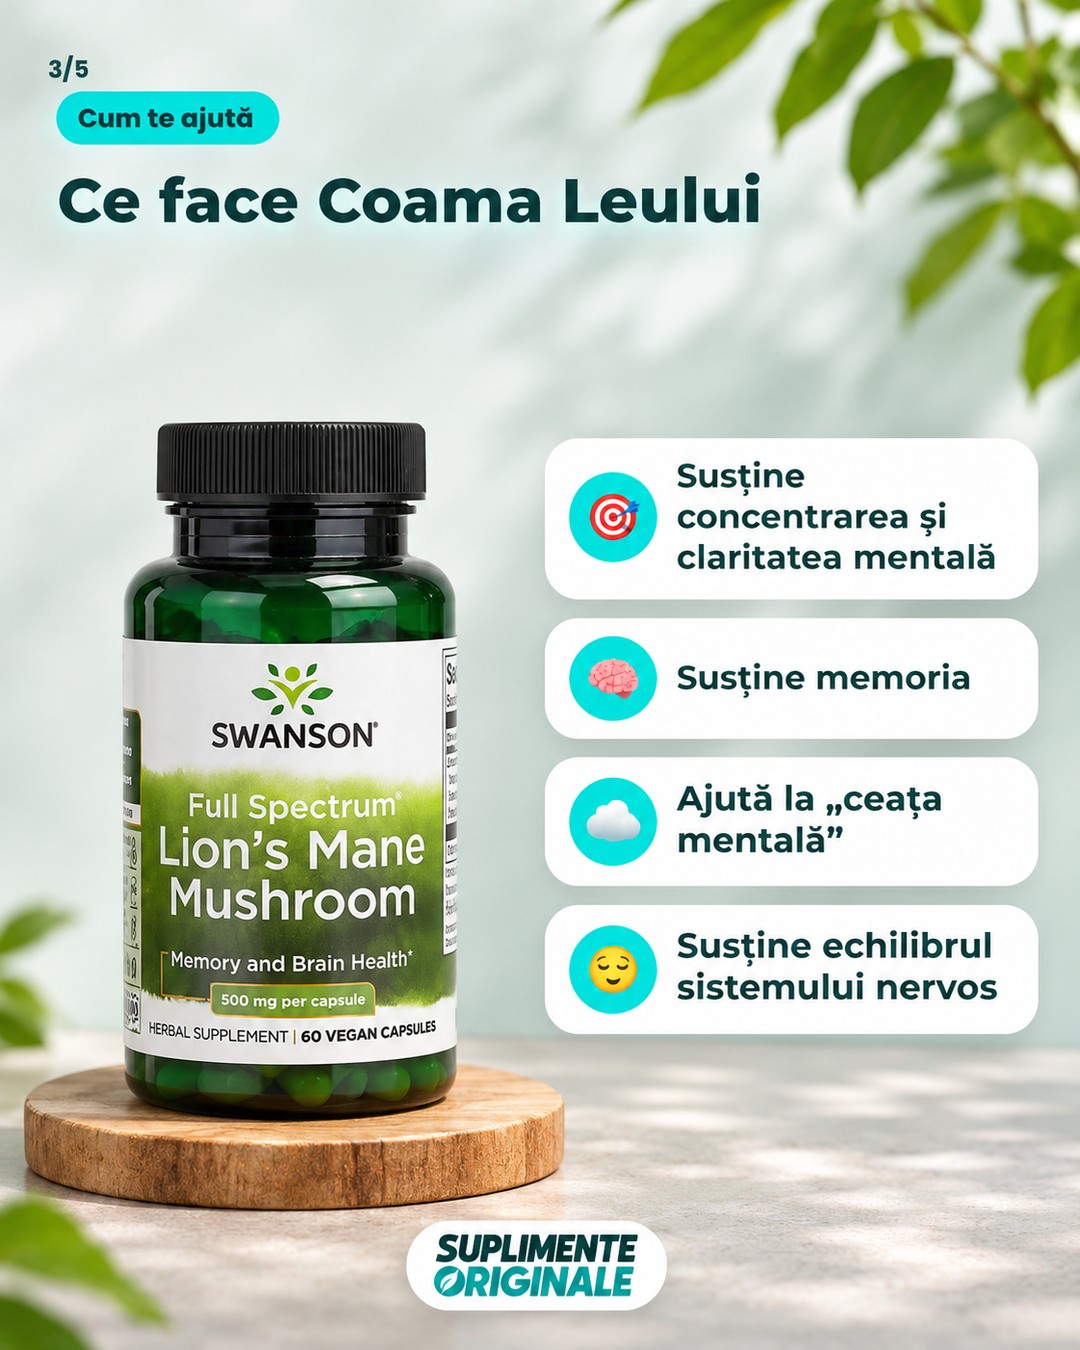 3/5
Cum te ajută
Ce face Coama Leului
Susține
concentrarea și
claritatea mentală
Susține memoria
Ajută la „ceața
mentală”
Susține echilibrul
sistemului nervos
SWANSON®
Full Spectrum®
Lion's Mane
Mushroom
Memory and Brain Health*
500 mg per capsule
HERBAL SUPPLEMENT | 60 VEGAN CAPSULES
SUPLIMENTE
ORIGINALE